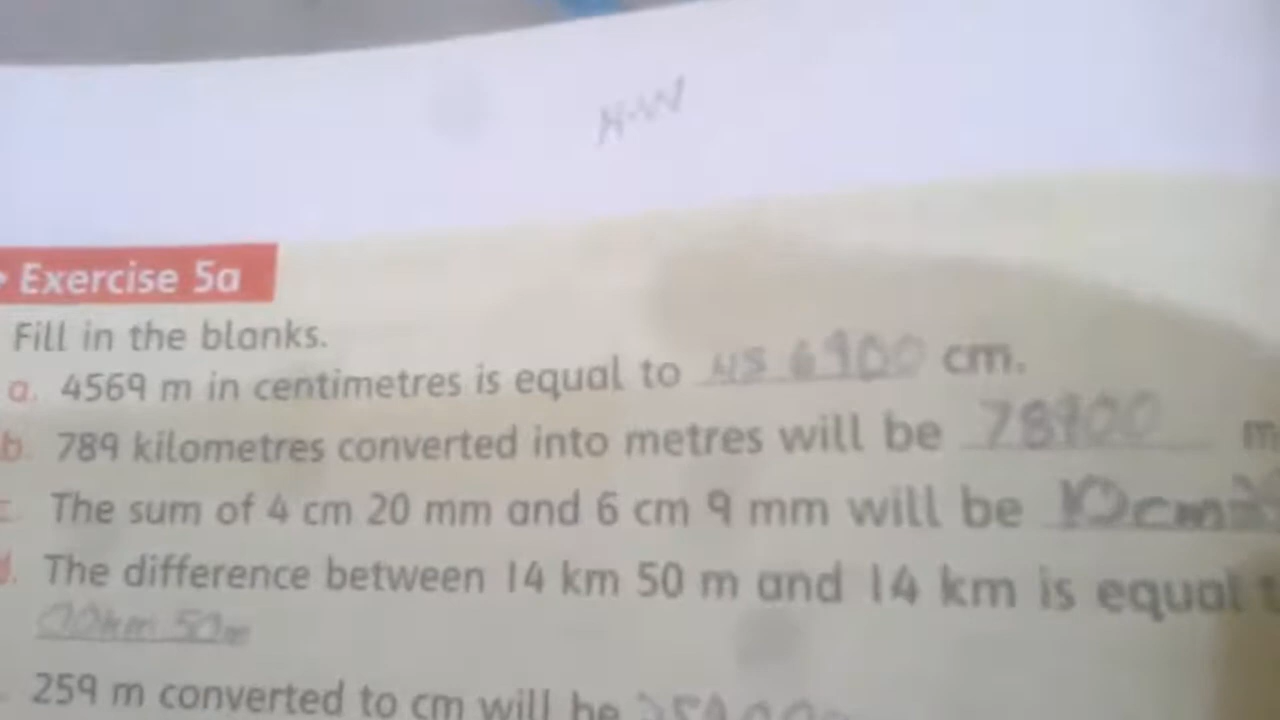 H.W
Exercise 5a
Fill in the blanks.
a. 4569 m in centimetres is equal to 456900 cm.
b. 789 kilometres converted into metres will be 78900 m
c. The sum of 4 cm 20 mm and 6 cm 9 mm will be 10cm
d. The difference between 14 km 50 m and 14 km is equal
00km 50m
259 m converted to cm will be